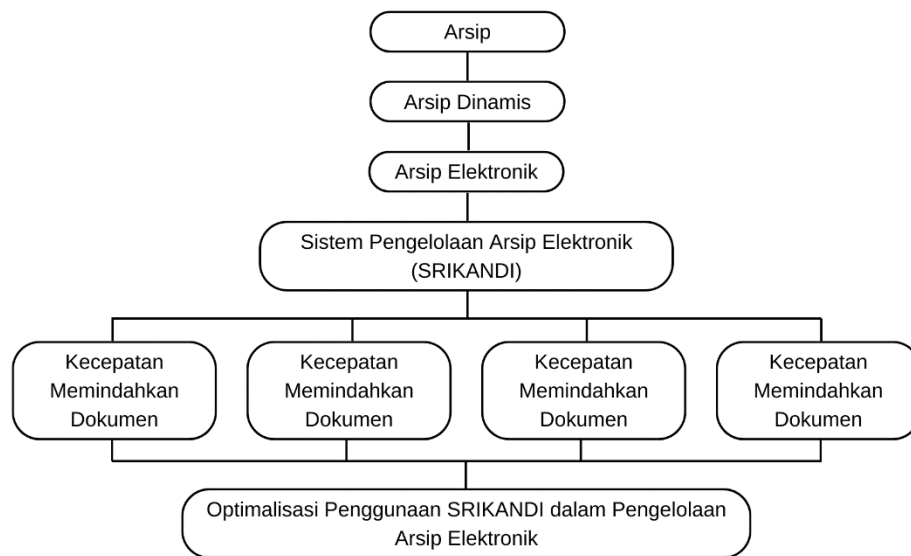 Arsip
Arsip Dinamis
Arsip Elektronik
Sistem Pengelolaan Arsip Elektronik
(SRIKANDI)
Kecepatan
Memindahkan
Dokumen
Kecepatan
Memindahkan
Dokumen
Kecepatan
Memindahkan
Dokumen
Kecepatan
Memindahkan
Dokumen
Optimalisasi Penggunaan SRIKANDI dalam Pengelolaan
Arsip Elektronik